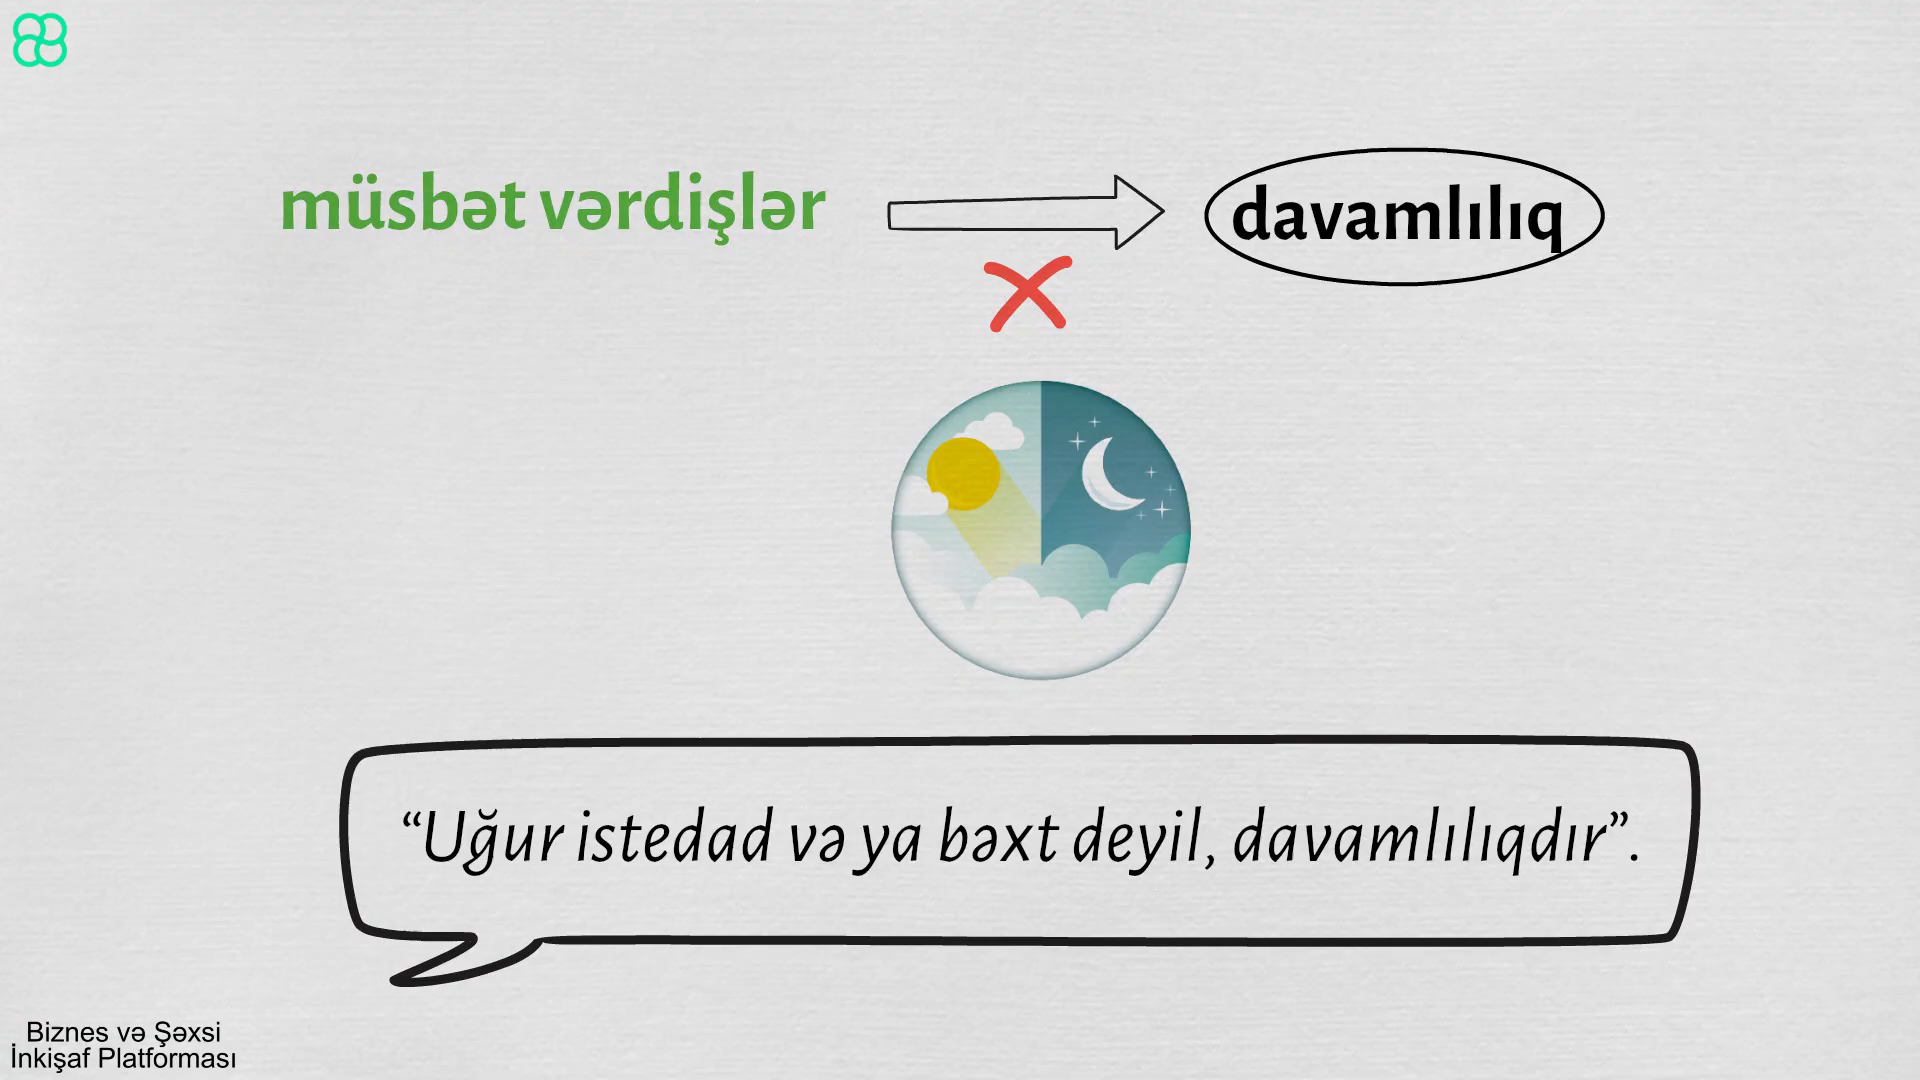 müsbət vərdişlər
davamlılıq
“Uğur istedad və ya bəxt deyil, davamlılıqdır”.
Biznes və Şəxsi
İnkişaf Platforması